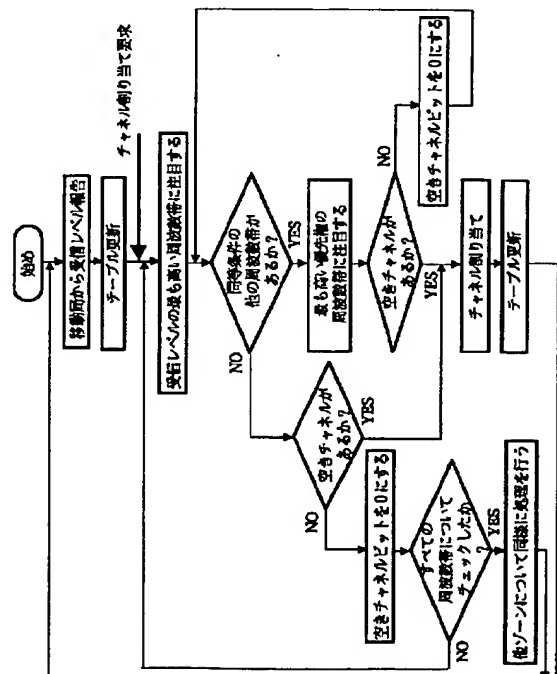 始め
移動局から受信レベル報告
テーブル更新
チャネル割り当て要求
受信レベルの最も高い周波数帯に注目する
同等条件の
他の周波数帯が
あるか?
YES
NO
最も高い優先権の
周波数帯に注目する
空きチャネルが
あるか?
NO
YES
空きチャネルビットを0にする
チャネル割り当て
テーブル更新
空きチャネルが
あるか?
YES
NO
空きチャネルビットを0にする
すべての
周波数帯について
チェックしたか
?
YES
NO
他ゾーンについて同様に処理を行う